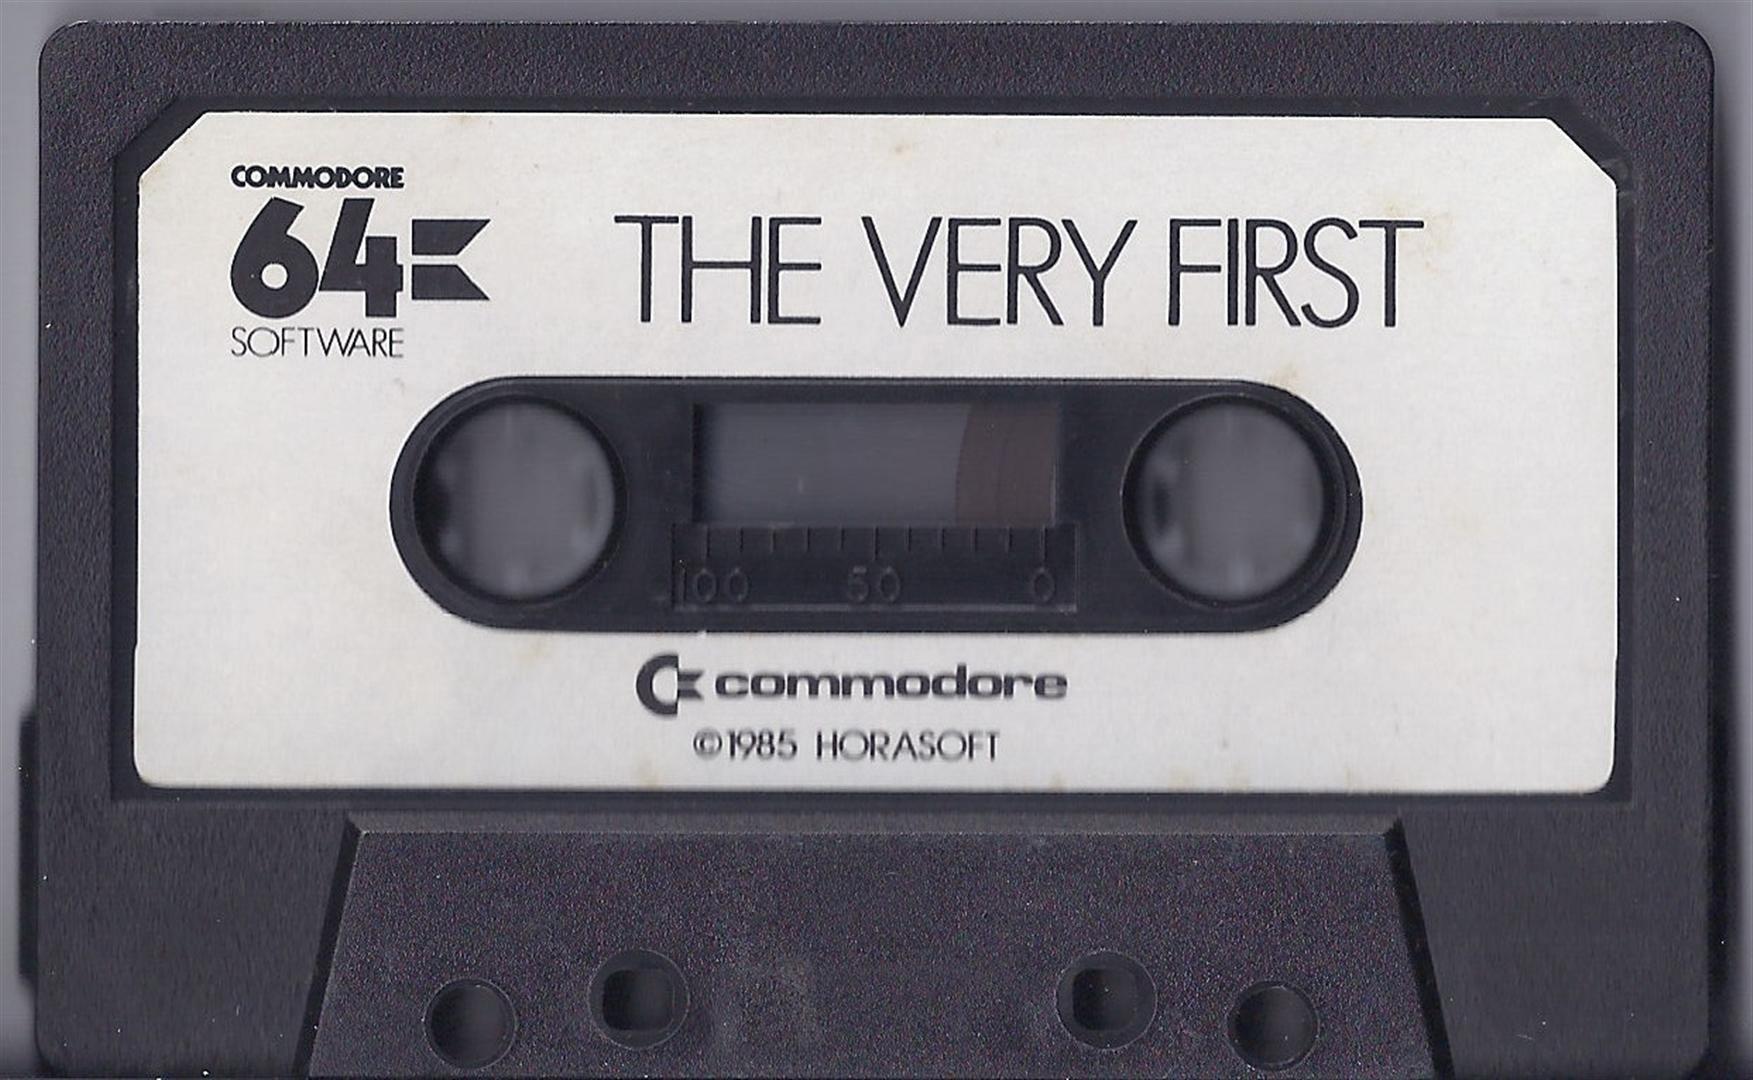 COMMODORE
64
SOFTWARE
THE VERY FIRST
100 50 0
commodore
©1985 HORASOFT